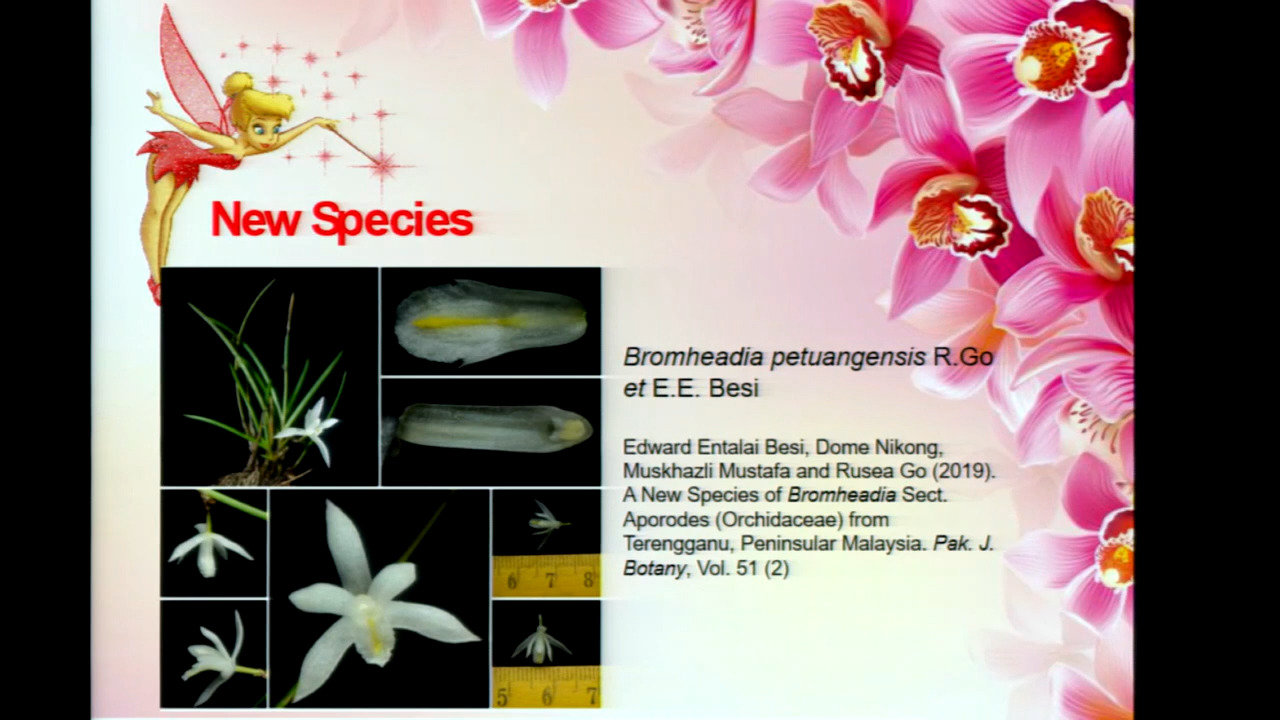 New Species
Bromheadia petuangensis R.Go
et E.E. Besi
Edward Entalai Besi, Dome Nikong,
Muskhazli Mustafa and Rusea Go (2019).
A New Species of Bromheadia Sect.
Aporodes (Orchidaceae) from
Terengganu, Peninsular Malaysia. Pak. J.
Botany, Vol. 51 (2)
6 7 8
5 6 7